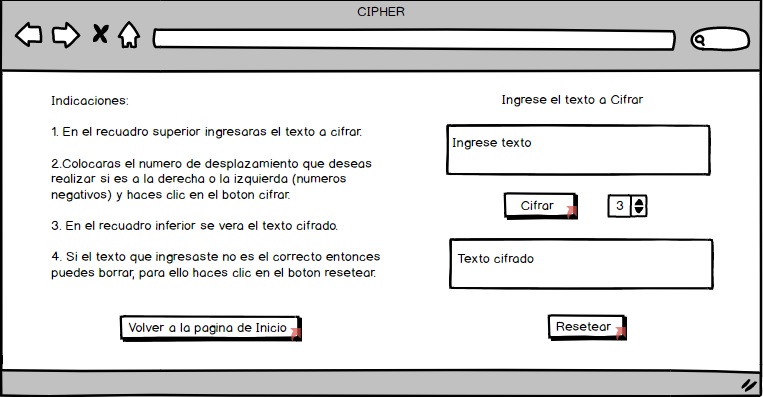 CIPHER
Indicaciones:
1. En el recuadro superior ingresaras el texto a cifrar.
2.Colocaras el numero de desplazamiento que deseas
realizar si es a la derecha o la izquierda (numeros
negativos) y haces clic en el boton cifrar.
3. En el recuadro inferior se vera el texto cifrado.
4. Si el texto que ingresaste no es el correcto entonces
puedes borrar, para ello haces clic en el boton resetear.
Volver a la pagina de Inicio
Ingrese el texto a Cifrar
Ingrese texto
Cifrar
3
Texto cifrado
Resetear